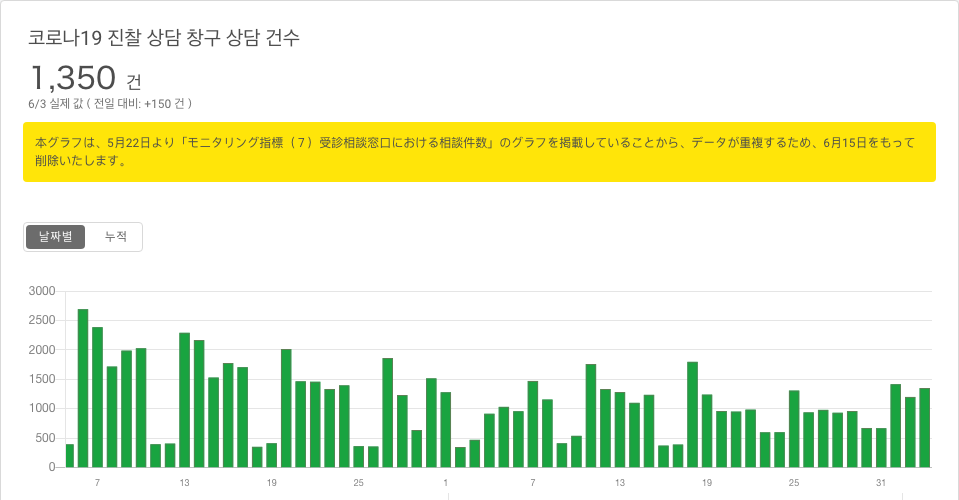 코로나19 진찰 상담 창구 상담 건수
1,350 건
6/3 실제 값 ( 전일 대비: +150 건 )
本グラフは、5月22日より「モニタリング指標（７）受診相談窓口における相談件数」のグラフを掲載していることから、データが重複するため、6月15日をもって
削除いたします。
날짜별 누적
3000
2500
2000
1500
1000
500
0
7 13 19 25 1 7 13 19 25 31